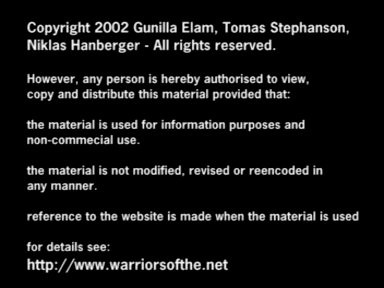 Copyright 2002 Gunilla Elam, Tomas Stephanson,
Niklas Hanberger - All rights reserved.
However, any person is hereby authorised to view,
copy and distribute this material provided that:
the material is used for information purposes and
non-commecial use.
the material is not modified, revised or reencoded in
any manner.
reference to the website is made when the material is used
for details see:
http://www.warriorsofthe.net